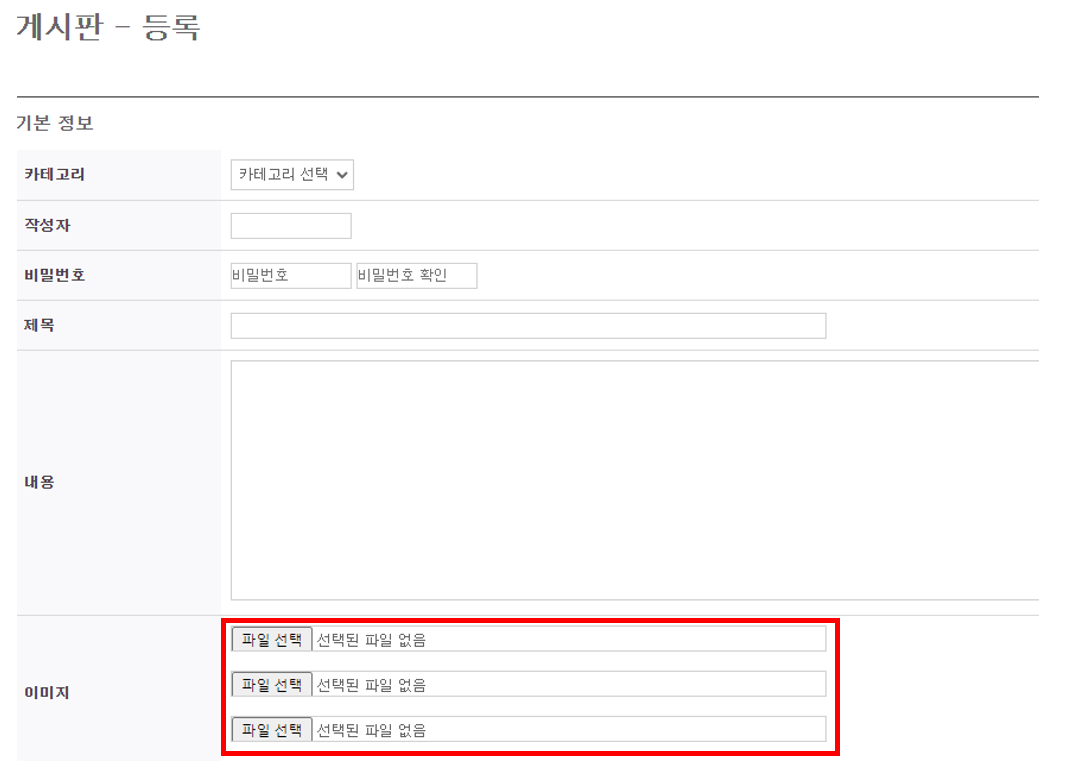 게시판 - 등록
기본 정보
카테고리 카테고리 선택
작성자
비밀번호 비밀번호 비밀번호 확인
제목
내용
이미지
파일 선택 선택된 파일 없음
파일 선택 선택된 파일 없음
파일 선택 선택된 파일 없음